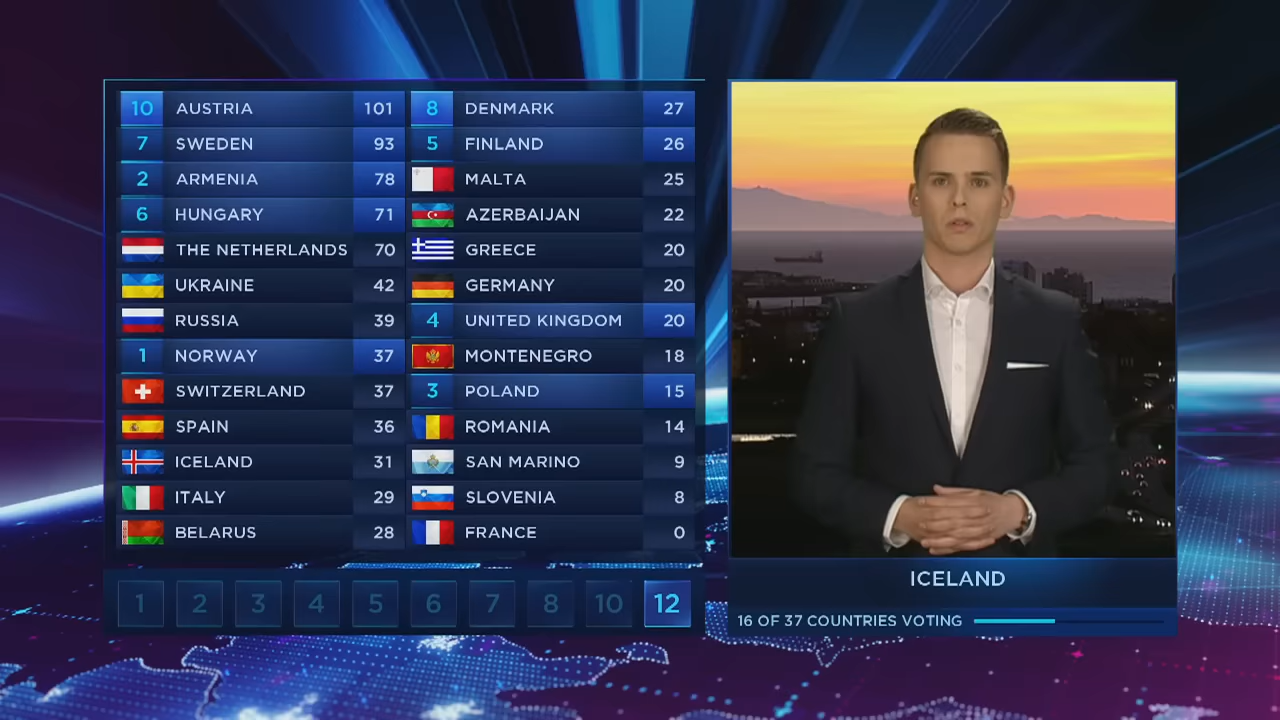 10 AUSTRIA 101
7 SWEDEN 93
2 ARMENIA 78
6 HUNGARY 71
THE NETHERLANDS 70
UKRAINE 42
RUSSIA 39
1 NORWAY 37
SWITZERLAND 37
SPAIN 36
ICELAND 31
ITALY 29
BELARUS 28
8 DENMARK 27
5 FINLAND 26
MALTA 25
AZERBAIJAN 22
GREECE 20
GERMANY 20
4 UNITED KINGDOM 20
MONTENEGRO 18
3 POLAND 15
ROMANIA 14
SAN MARINO 9
SLOVENIA 8
FRANCE 0
1 2 3 4 5 6 7 8 10 12
ICELAND
16 OF 37 COUNTRIES VOTING